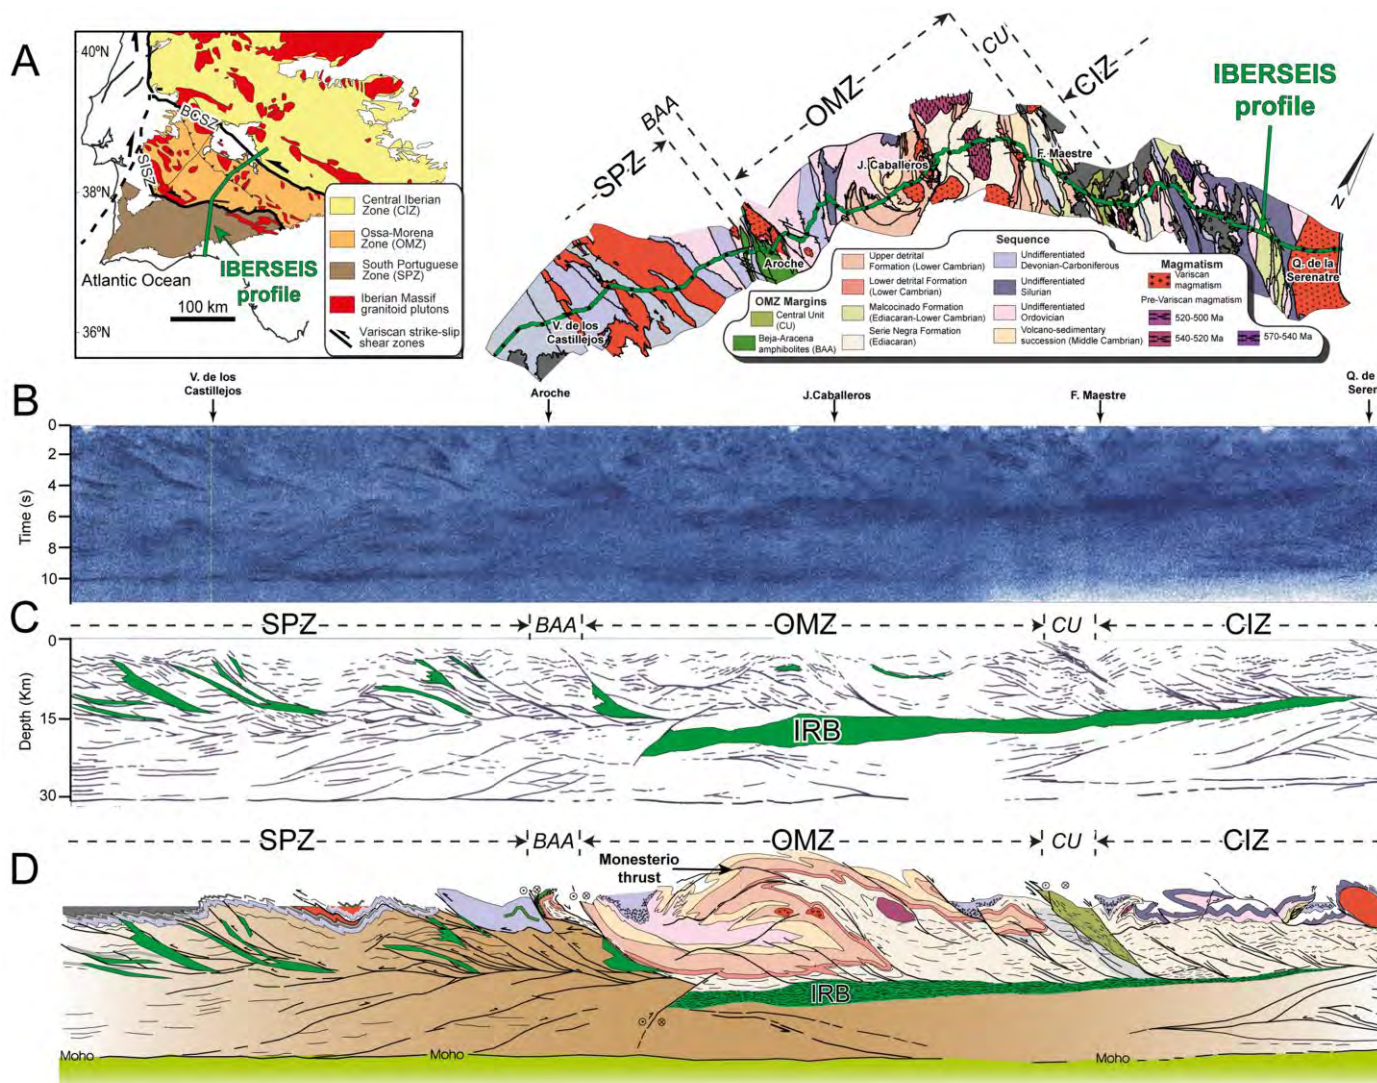 A
40ºN
38ºN
36ºN
BCSZ
SISZ
Atlantic Ocean
100 km
IBERSEIS
profile
Central Iberian
Zone (CIZ)
Ossa-Morena
Zone (OMZ)
South Portuguese
Zone (SPZ)
Iberian Massif
granitoid plutons
Variscan strike-slip
shear zones
SPZ
BAA
OMZ
CU
CIZ
IBERSEIS
profile
N
J. Caballeros
F. Maestre
Aroche
V. de los
Castillejos
Q. de la
Serenatre
OMZ Margins
Central Unit
(CU)
Beja-Aracena
amphibolites (BAA)
Sequence
Upper detrital
Formation (Lower Cambrian)
Lower detrital Formation
(Lower Cambrian)
Malcocinado Formation
(Ediacaran-Lower Cambrian)
Serie Negra Formation
(Ediacaran)
Undifferentiated
Devonian-Carboniferous
Undifferentiated
Silurian
Undifferentiated
Ordovician
Volcano-sedimentary
succession (Middle Cambrian)
Magmatism
Variscan
magmatism
Pre-Variscan magmatism
520-500 Ma
540-520 Ma
570-540 Ma
B
V. de los
Castillejos
Aroche
J.Caballeros
F. Maestre
Q. de
Seren
0
2
4
6
8
10
Time (s)
C
SPZ
BAA
OMZ
CU
CIZ
0
15
30
Depth (Km)
IRB
D
SPZ
BAA
OMZ
CU
CIZ
Monesterio
thrust
IRB
Moho
Moho
Moho